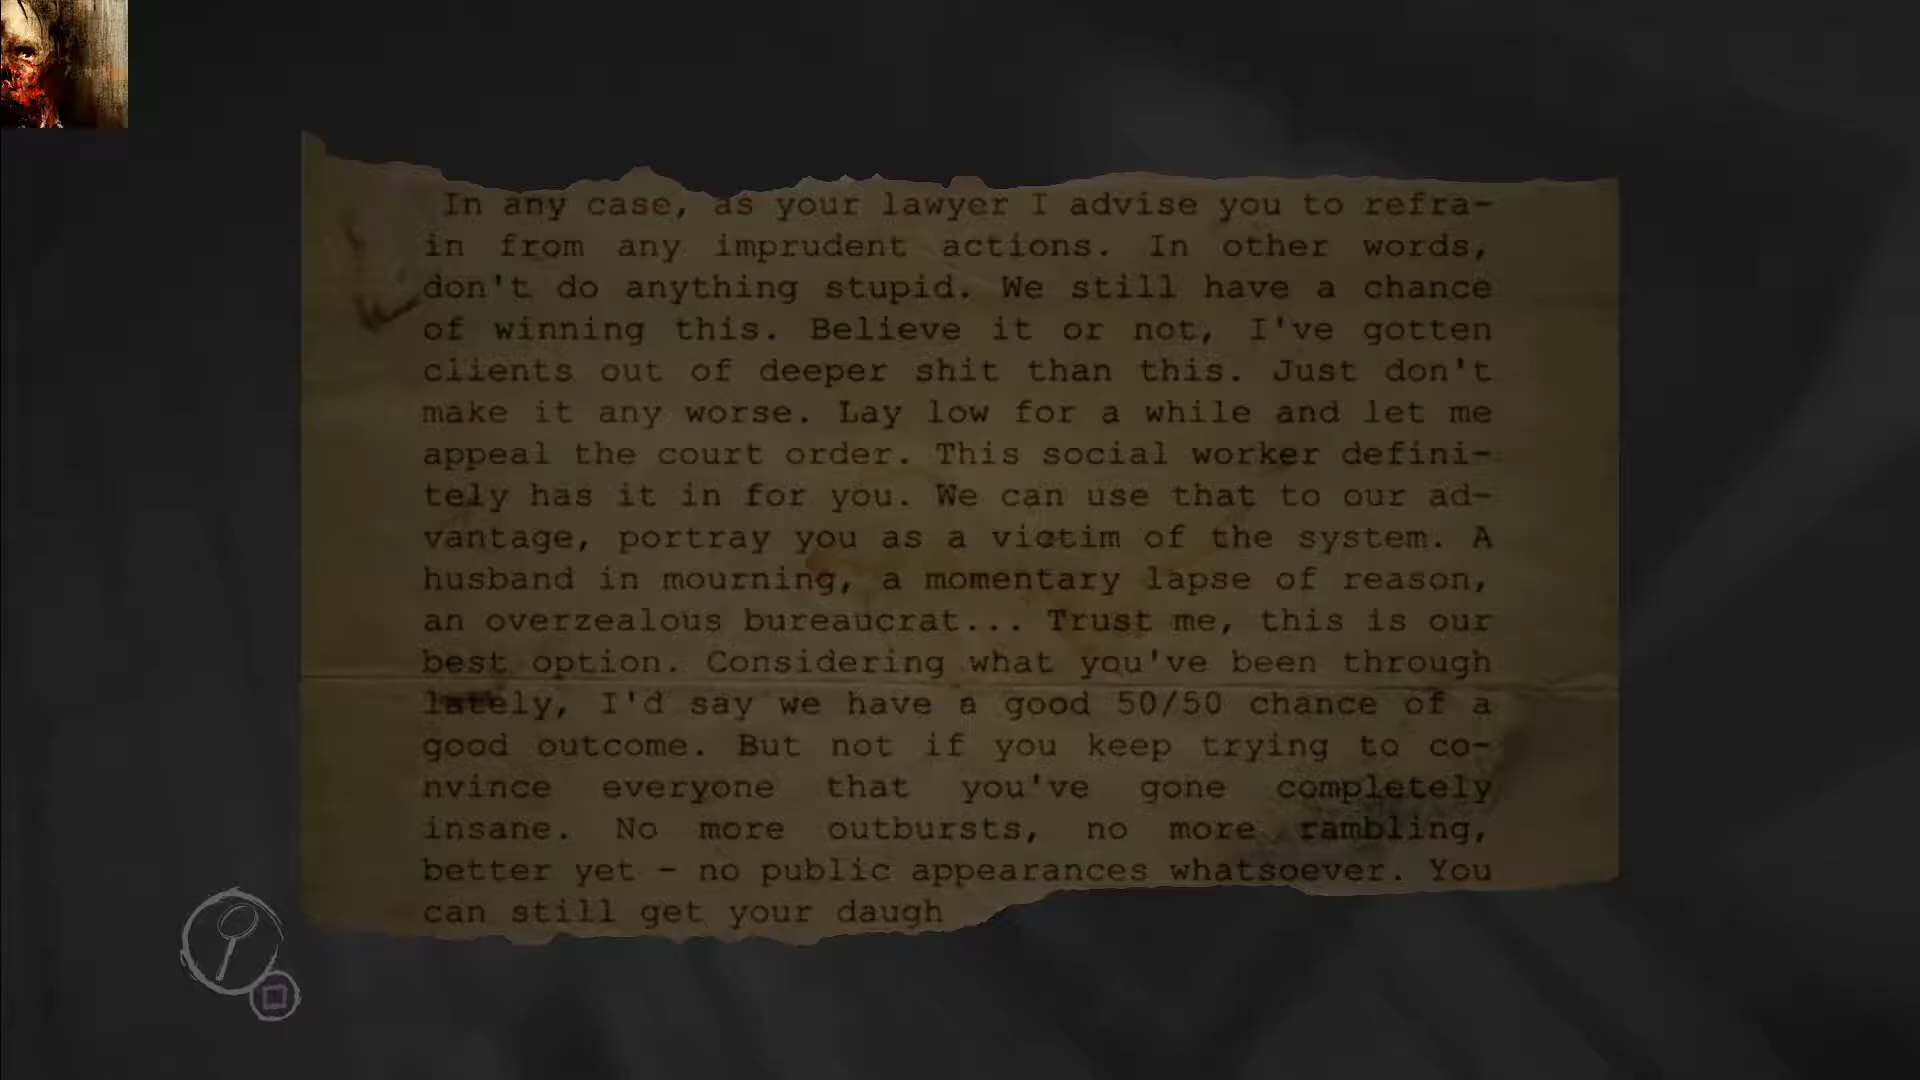 In any case, as your lawyer I advise you to refra-
in from any imprudent actions. In other words,
don't do anything stupid. We still have a chance
of winning this. Believe it or not, I've gotten
clients out of deeper shit than this. Just don't
make it any worse. Lay low for a while and let me
appeal the court order. This social worker defini-
tely has it in for you. We can use that to our ad-
vantage, portray you as a victim of the system. A
husband in mourning, a momentary lapse of reason,
an overzealous bureaucrat... Trust me, this is our
best option. Considering what you've been through
lately, I'd say we have a good 50/50 chance of a
good outcome. But not if you keep trying to co-
nvince everyone that you've gone completely
insane. No more outbursts, no more rambling,
better yet - no public appearances whatsoever. You
can still get your daugh